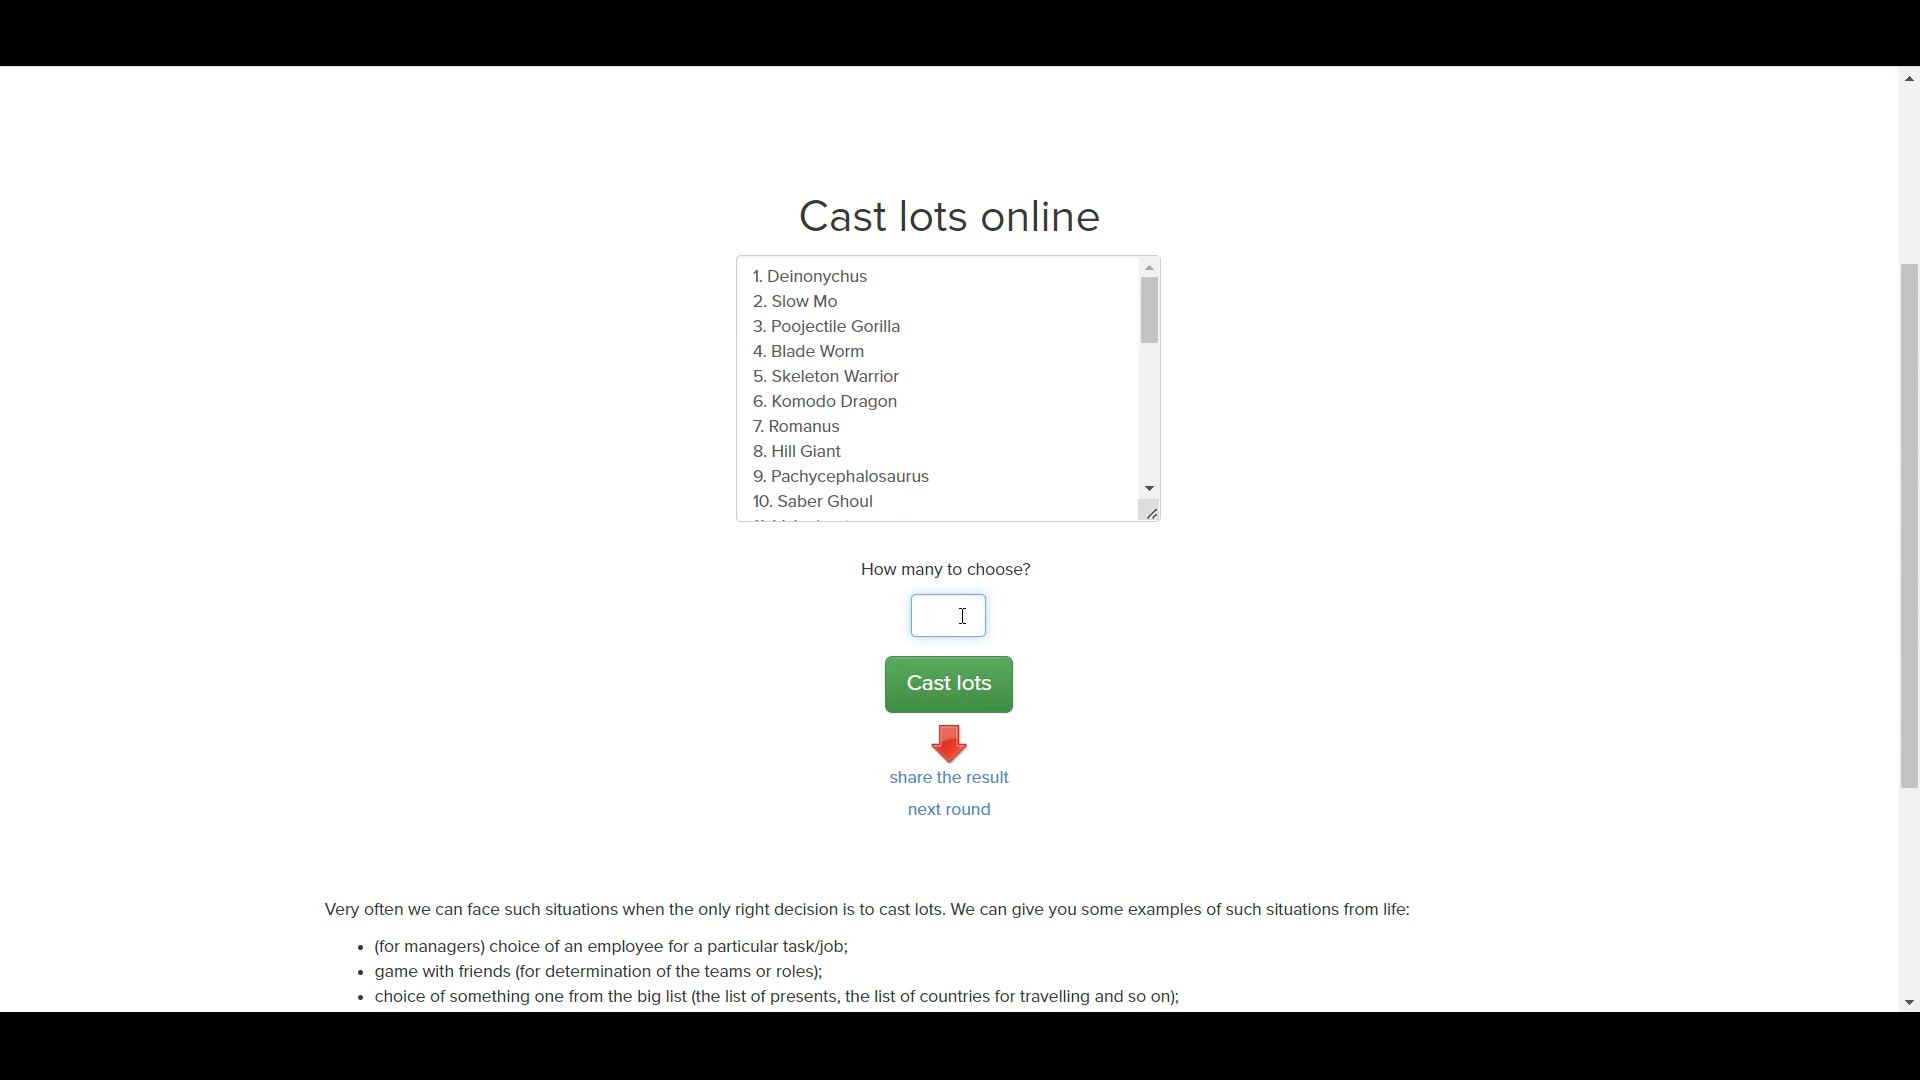 Cast lots online
1. Deinonychus
2. Slow Mo
3. Poojectile Gorilla
4. Blade Worm
5. Skeleton Warrior
6. Komodo Dragon
7. Romanus
8. Hill Giant
9. Pachycephalosaurus
10. Saber Ghoul
How many to choose?
Cast lots
share the result
next round
Very often we can face such situations when the only right decision is to cast lots. We can give you some examples of such situations from life:
• (for managers) choice of an employee for a particular task/job;
• game with friends (for determination of the teams or roles);
• choice of something one from the big list (the list of presents, the list of countries for travelling and so on);